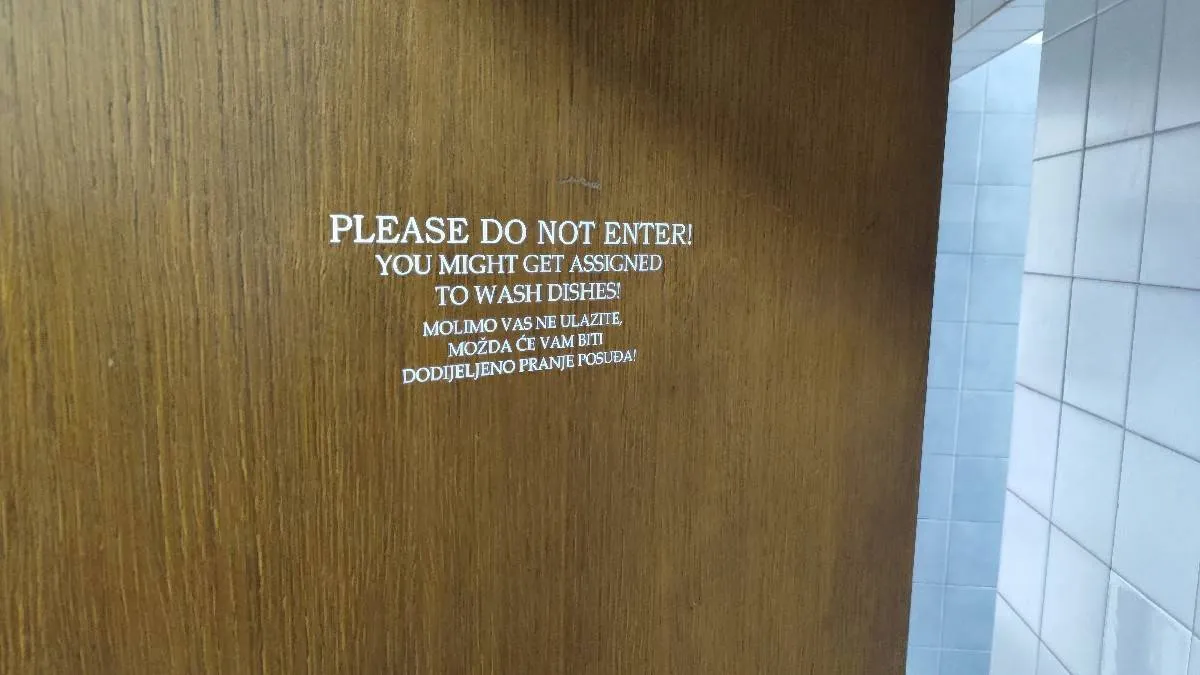 PLEASE DO NOT ENTER!
YOU MIGHT GET ASSIGNED
TO WASH DISHES!
MOLIMO VAS NE ULAZITE,
MOŽDA ĆE VAM BITI
DODIJELJENO PRANJE POSUĐA!